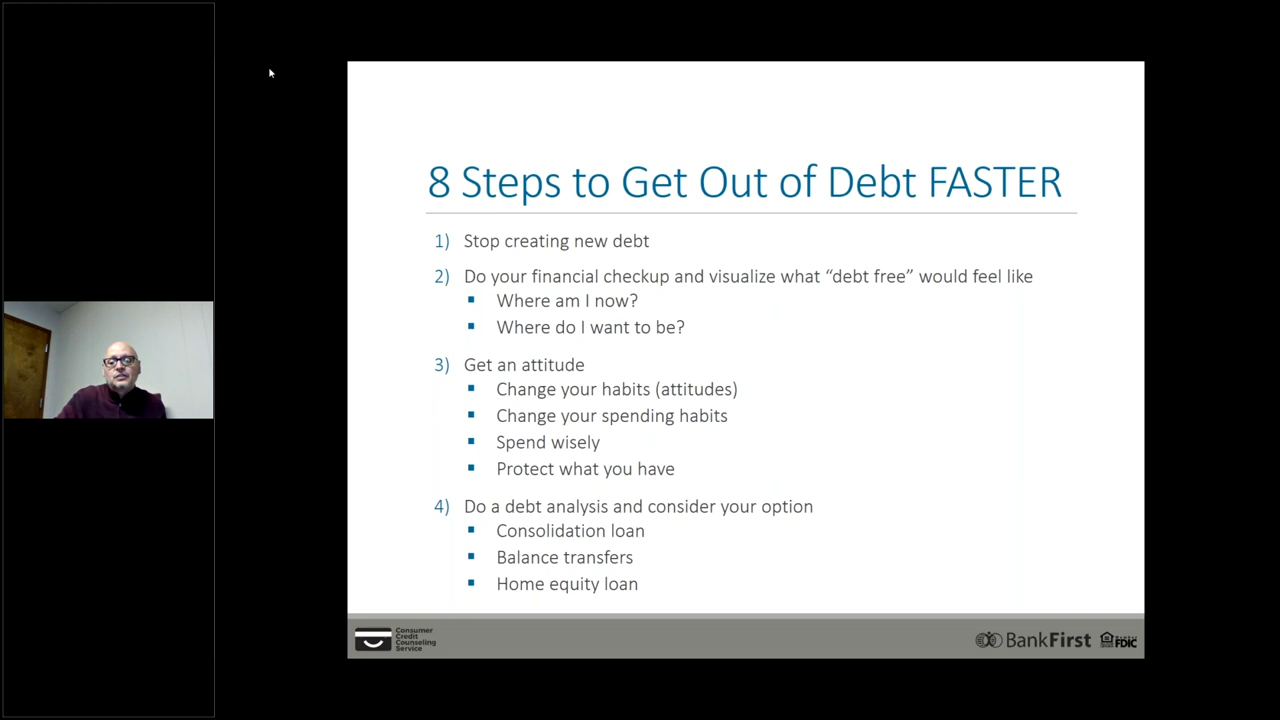 8 Steps to Get Out of Debt FASTER
1) Stop creating new debt
2) Do your financial checkup and visualize what “debt free” would feel like
▪ Where am I now?
▪ Where do I want to be?
3) Get an attitude
▪ Change your habits (attitudes)
▪ Change your spending habits
▪ Spend wisely
▪ Protect what you have
4) Do a debt analysis and consider your option
▪ Consolidation loan
▪ Balance transfers
▪ Home equity loan
Consumer
Credit
Counseling
Service
BankFirst
FDIC